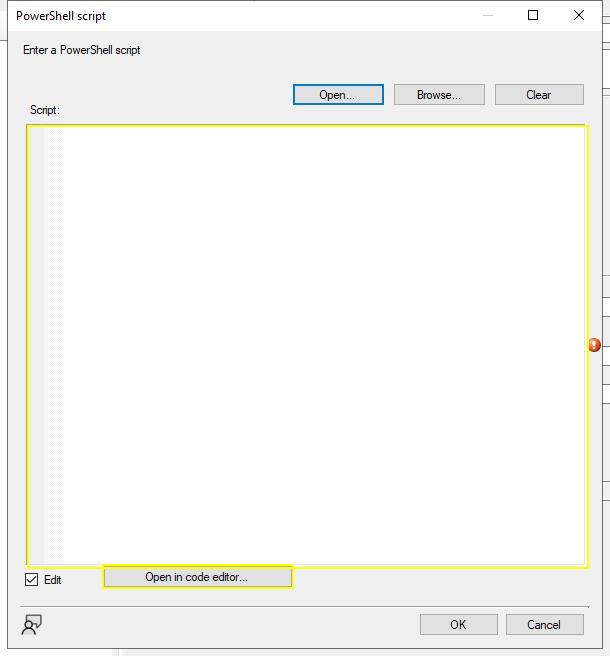 PowerShell script
Enter a PowerShell script
Open...
Browse...
Clear
Script:
Edit
Open in code editor...
OK
Cancel